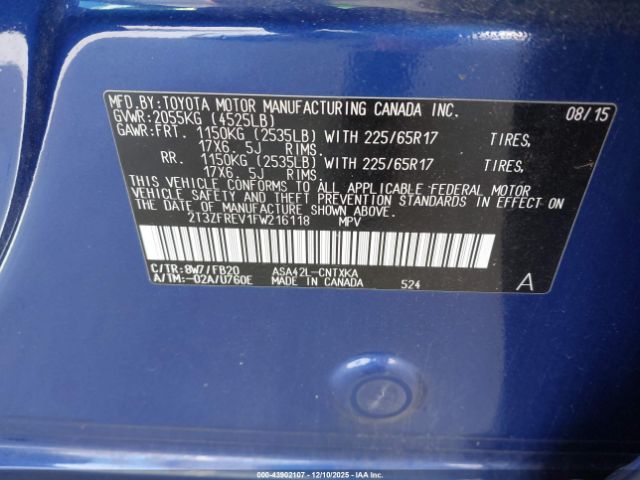 MFD.BY:TOYOTA MOTOR MANUFACTURING CANADA INC. 08/15
GVWR:2055KG (4525LB)
GAWR:FRT. 1150KG (2535LB) WITH 225/65R17 TIRES,
17X6. 5J RIMS.
RR. 1150KG (2535LB) WITH 225/65R17 TIRES,
17X6. 5J RIMS.
THIS VEHICLE CONFORMS TO ALL APPLICABLE FEDERAL MOTOR
VEHICLE SAFETY AND THEFT PREVENTION STANDARDS IN EFFECT ON
THE DATE OF MANUFACTURE SHOWN ABOVE.
2T3ZFREV1FW216118 MPV
C/TR:8W7/FB20 ASA42L-CNTXKA
A/TM:-02A/U760E MADE IN CANADA 524 A
000-43902107 - 12/10/2025 - IAAI.CA